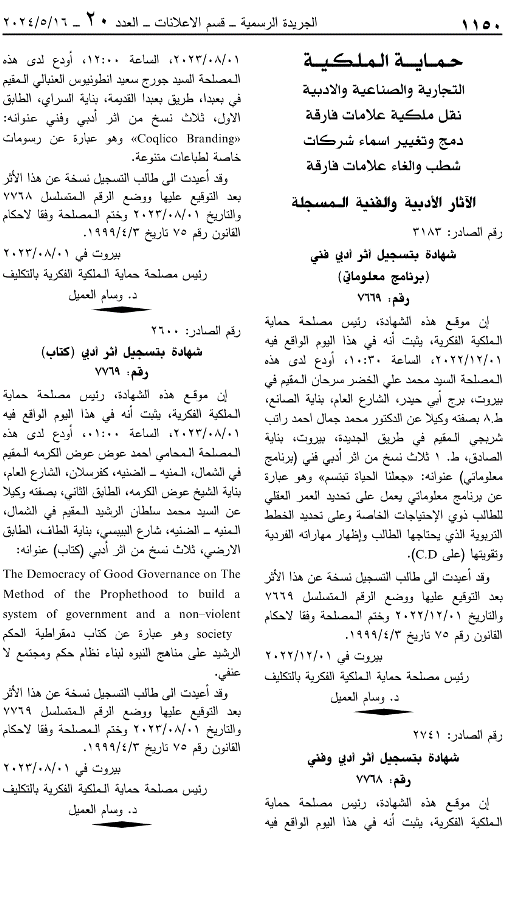 ١١٥٠
الجريدة الرسمية ــ قسم الاعلانات ــ العدد ٢٠ ــ ٢٠٢٤/٥/١٦
حماية الملكية
التجارية والصناعية والادبية
نقل ملكية علامات فارقة
دمج وتغيير اسماء شركات
شطب والغاء علامات فارقة
الآثار الأدبية والفنية المسجلة
رقم الصادر: ٣١٨٣
شهادة بتسجيل أثر أدبي فني
(برنامج معلوماتي)
رقم: ٧٦٦٩
إن موقع هذه الشهادة، رئيس مصلحة حماية
الملكية الفكرية، يثبت أنه في هذا اليوم الواقع فيه
٢٠٢٢/١٢/٠١، الساعة ١٠:٣٠، أودع لدى هذه
المصلحة السيد محمد علي الخضر سرحان المقيم في
بيروت، برج أبي حيدر، الشارع العام، بناية الصانع،
ط.٨ بصفته وكيلا عن الدكتور محمد جمال احمد راتب
شربجي المقيم في طريق الجديدة، بيروت، بناية
الصادق، ط. ١ ثلاث نسخ من اثر أدبي فني (برنامج
معلوماتي) عنوانه: «جعلنا الحياة تبتسم» وهو عبارة
عن برنامج معلوماتي يعمل على تحديد العمر العقلي
للطالب ذوي الإحتياجات الخاصة وعلى تحديد الخطط
التربوية الذي يحتاجها الطالب وإظهار مهاراته الفردية
وتقويتها (على C.D).
وقد أعيدت الى طالب التسجيل نسخة عن هذا الأثر
بعد التوقيع عليها ووضع الرقم المتسلسل ٧٦٦٩
والتاريخ ٢٠٢٢/١٢/٠١ وختم المصلحة وفقا لاحكام
القانون رقم ٧٥ تاريخ ١٩٩٩/٤/٣.
بيروت في ٢٠٢٢/١٢/٠١
رئيس مصلحة حماية الملكية الفكرية بالتكليف
د. وسام العميل
رقم الصادر: ٢٧٤١
شهادة بتسجيل أثر أدبي وفني
رقم: ٧٧٦٨
إن موقع هذه الشهادة، رئيس مصلحة حماية
الملكية الفكرية، يثبت أنه في هذا اليوم الواقع فيه
٢٠٢٣/٠٨/٠١، الساعة ١٢:٠٠، أودع لدى هذه
المصلحة السيد جورج سعيد انطونيوس العنبالي المقيم
في بعبدا، طريق بعبدا القديمة، بناية السراي، الطابق
الاول، ثلاث نسخ من اثر أدبي وفني عنوانه:
«Coqlico Branding» وهو عبارة عن رسومات
خاصة لطباعات متنوعة.
وقد أعيدت الى طالب التسجيل نسخة عن هذا الأثر
بعد التوقيع عليها ووضع الرقم المتسلسل ٧٧٦٨
والتاريخ ٢٠٢٣/٠٨/٠١ وختم المصلحة وفقا لاحكام
القانون رقم ٧٥ تاريخ ١٩٩٩/٤/٣.
بيروت في ٢٠٢٣/٠٨/٠١
رئيس مصلحة حماية الملكية الفكرية بالتكليف
د. وسام العميل
رقم الصادر: ٢٦٠٠
شهادة بتسجيل أثر أدبي (كتاب)
رقم: ٧٧٦٩
إن موقع هذه الشهادة، رئيس مصلحة حماية
الملكية الفكرية، يثبت أنه في هذا اليوم الواقع فيه
٢٠٢٣/٠٨/٠١، الساعة ٠١:٠٠، أودع لدى هذه
المصلحة المحامي احمد عوض عوض الكرمه المقيم
في الشمال، المنيه ــ الضنيه، كفرسلان، الشارع العام،
بناية الشيخ عوض الكرمه، الطابق الثاني، بصفته وكيلا
عن السيد محمد سلطان الرشيد المقيم في الشمال،
المنيه ــ الضنيه، شارع البيبسي، بناية الطاف، الطابق
الارضي، ثلاث نسخ من اثر أدبي (كتاب) عنوانه:
The Democracy of Good Governance on The
Method of the Prophethood to build a
system of government and a non-violent
society وهو عبارة عن كتاب دمقراطية الحكم
الرشيد على مناهج النبوه لبناء نظام حكم ومجتمع لا
عنفي.
وقد أعيدت الى طالب التسجيل نسخة عن هذا الأثر
بعد التوقيع عليها ووضع الرقم المتسلسل ٧٧٦٩
والتاريخ ٢٠٢٣/٠٨/٠١ وختم المصلحة وفقا لاحكام
القانون رقم ٧٥ تاريخ ١٩٩٩/٤/٣.
بيروت في ٢٠٢٣/٠٨/٠١
رئيس مصلحة حماية الملكية الفكرية بالتكليف
د. وسام العميل